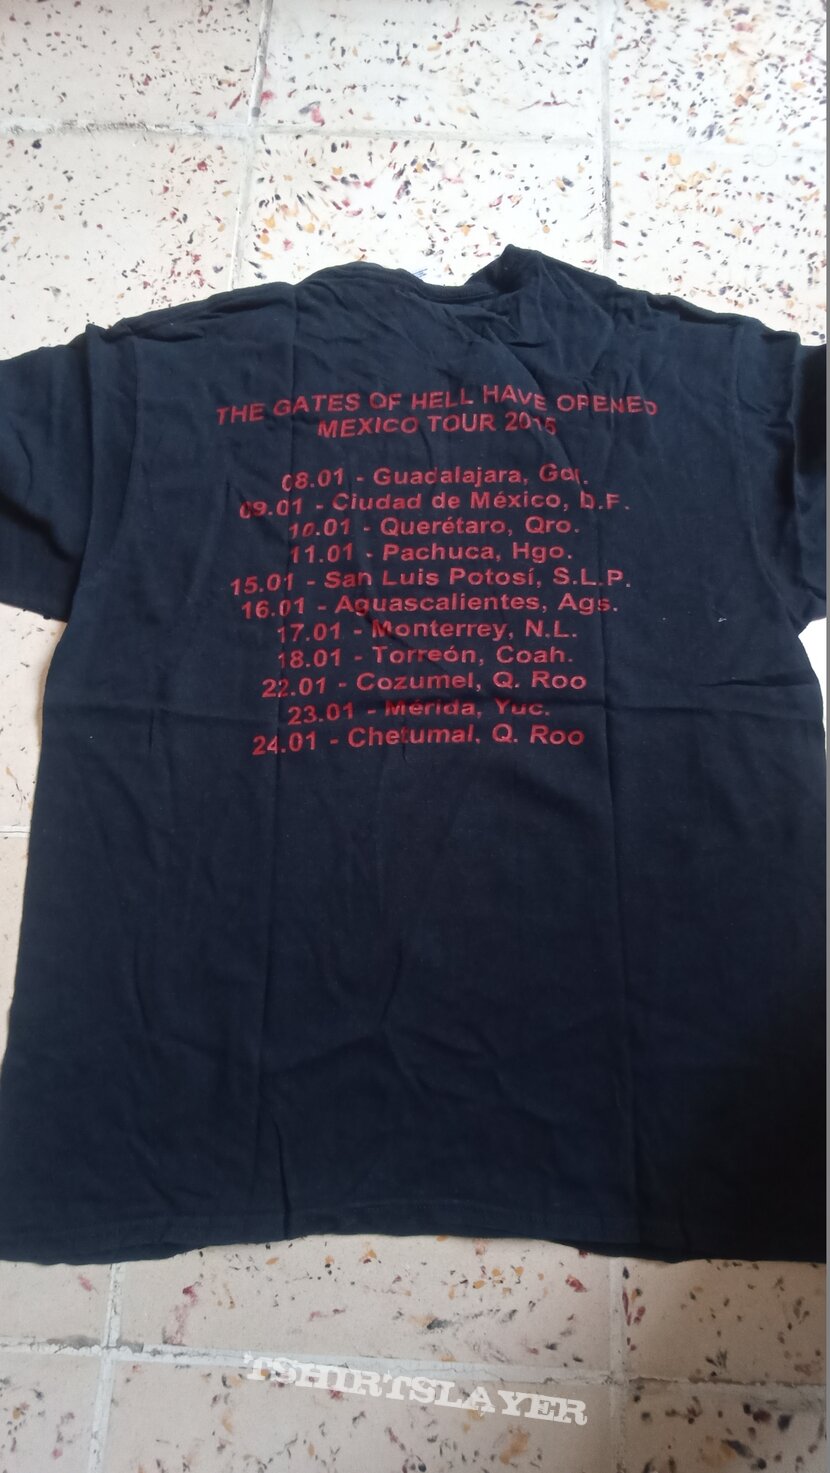 THE GATES OF HELL HAVE OPENED
MEXICO TOUR 2015
08.01 - Guadalajara, Gdl.
09.01 - Ciudad de México, D.F.
10.01 - Querétaro, Qro.
11.01 - Pachuca, Hgo.
15.01 - San Luis Potosí, S.L.P.
16.01 - Aguascalientes, Ags.
17.01 - Monterrey, N.L.
18.01 - Torreón, Coah.
22.01 - Cozumel, Q. Roo
23.01 - Mérida, Yuc.
24.01 - Chetumal, Q. Roo
TSHIRTSLAYER